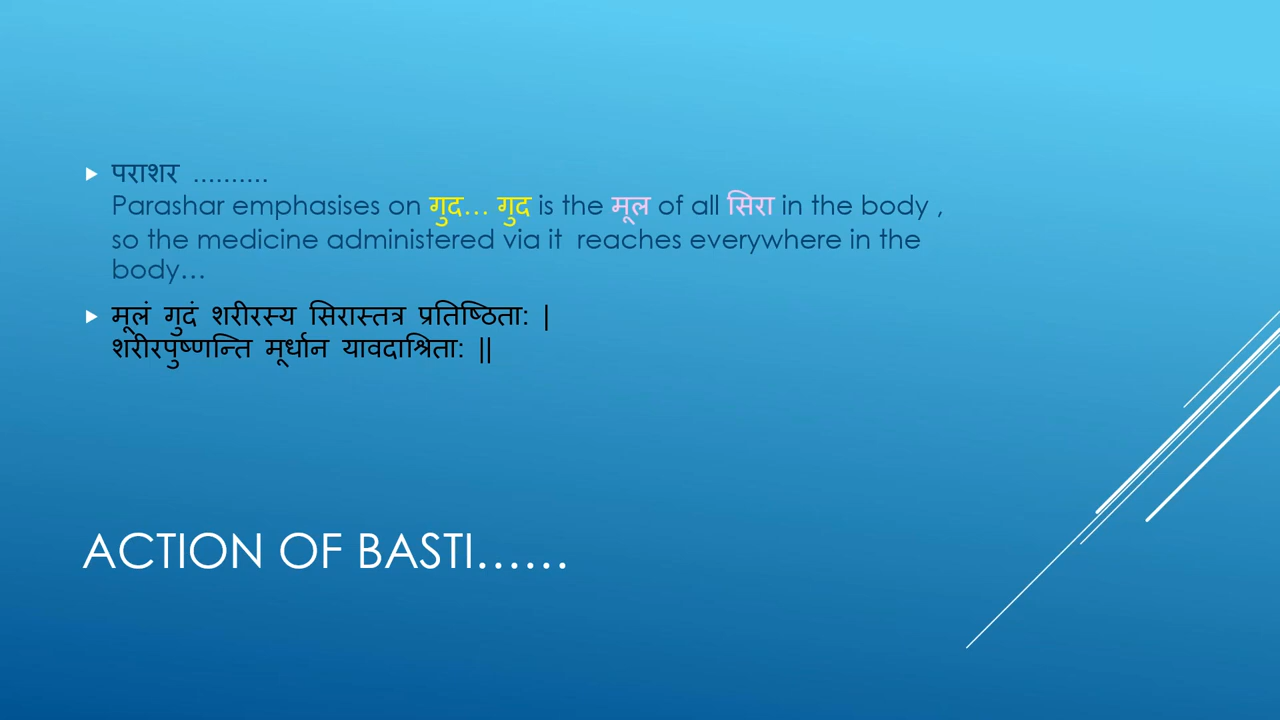 पराशर ..........
Parashar emphasises on गुद... गुद is the मूल of all सिरा in the body ,
so the medicine administered via it reaches everywhere in the
body...
मूलं गुदं शरीरस्य सिरास्तत्र प्रतिष्ठिता: |
शरीरपुष्णन्ति मूर्धान यावदाश्रिता: ||
ACTION OF BASTI......